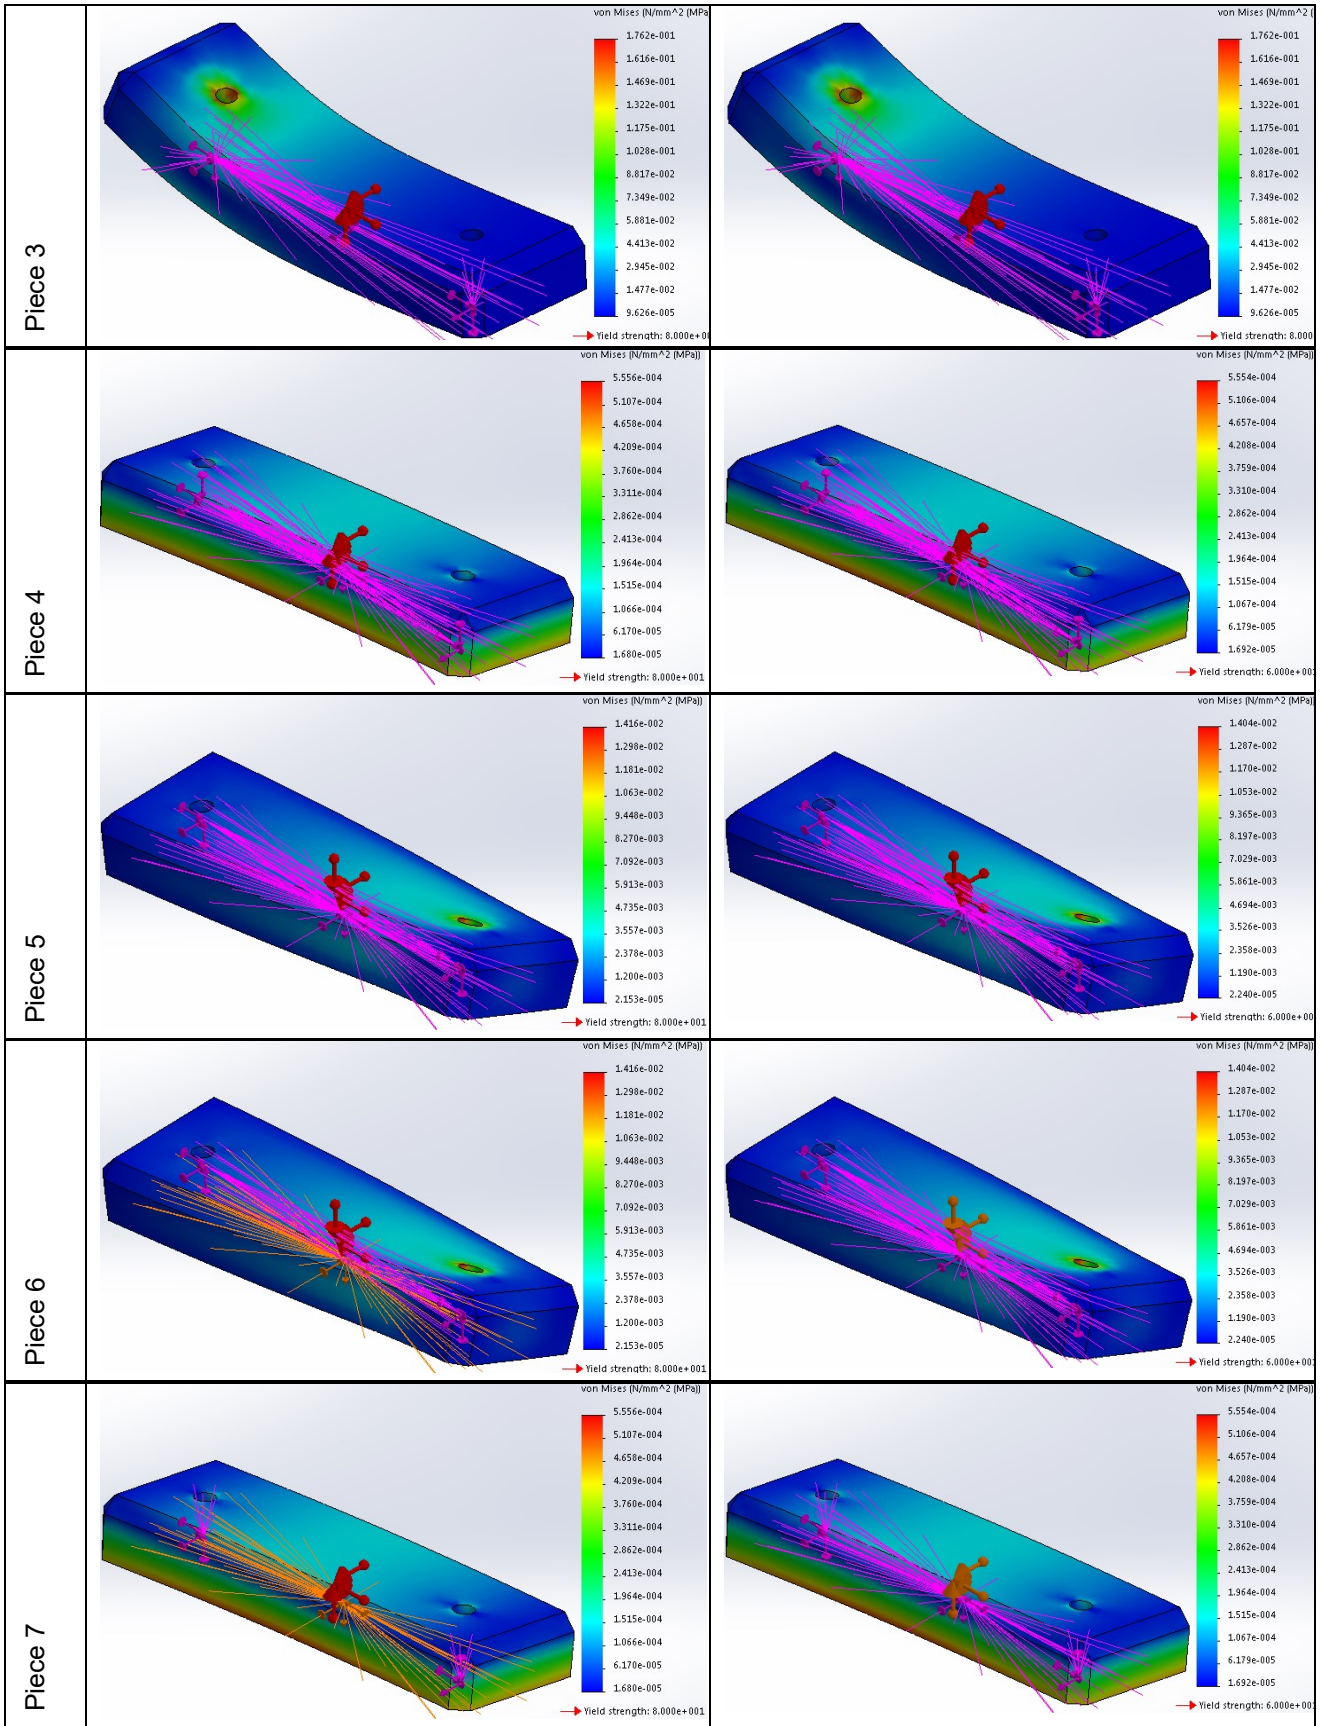 von Mises (N/mm^2 (MPa
1.762e-001
1.616e-001
1.469e-001
1.322e-001
1.175e-001
1.028e-001
8.817e-002
7.349e-002
5.881e-002
4.413e-002
2.945e-002
1.477e-002
9.626e-005
Yield strength: 8.000e+00
von Mises (N/mm^2 (
1.762e-001
1.616e-001
1.469e-001
1.322e-001
1.175e-001
1.028e-001
8.817e-002
7.349e-002
5.881e-002
4.413e-002
2.945e-002
1.477e-002
9.626e-005
Yield strength: 8.000
Piece 3
von Mises (N/mm^2 (MPa))
5.556e-004
5.107e-004
4.658e-004
4.209e-004
3.760e-004
3.311e-004
2.862e-004
2.413e-004
1.964e-004
1.515e-004
1.066e-004
6.170e-005
1.680e-005
Yield strength: 8.000e+001
von Mises (N/mm^2 (MPa))
5.554e-004
5.106e-004
4.657e-004
4.208e-004
3.759e-004
3.310e-004
2.862e-004
2.413e-004
1.964e-004
1.515e-004
1.067e-004
6.179e-005
1.692e-005
Yield strength: 6.000e+001
Piece 4
von Mises (N/mm^2 (MPa))
1.416e-002
1.298e-002
1.181e-002
1.063e-002
9.448e-003
8.270e-003
7.092e-003
5.913e-003
4.735e-003
3.557e-003
2.378e-003
1.200e-003
2.153e-005
Yield strength: 8.000e+001
von Mises (N/mm^2 (MPa))
1.404e-002
1.287e-002
1.170e-002
1.053e-002
9.365e-003
8.197e-003
7.029e-003
5.861e-003
4.694e-003
3.526e-003
2.358e-003
1.190e-003
2.240e-005
Yield strength: 6.000e+00
Piece 5
von Mises (N/mm^2 (MPa))
1.416e-002
1.298e-002
1.181e-002
1.063e-002
9.448e-003
8.270e-003
7.092e-003
5.913e-003
4.735e-003
3.557e-003
2.378e-003
1.200e-003
2.153e-005
Yield strength: 8.000e+001
von Mises (N/mm^2 (MPa))
1.404e-002
1.287e-002
1.170e-002
1.053e-002
9.365e-003
8.197e-003
7.029e-003
5.861e-003
4.694e-003
3.526e-003
2.358e-003
1.190e-003
2.240e-005
Yield strength: 6.000e+001
Piece 6
von Mises (N/mm^2 (MPa))
5.556e-004
5.107e-004
4.658e-004
4.209e-004
3.760e-004
3.311e-004
2.862e-004
2.413e-004
1.964e-004
1.515e-004
1.066e-004
6.170e-005
1.680e-005
Yield strength: 8.000e+001
von Mises (N/mm^2 (MPa))
5.554e-004
5.106e-004
4.657e-004
4.208e-004
3.759e-004
3.310e-004
2.862e-004
2.413e-004
1.964e-004
1.515e-004
1.067e-004
6.179e-005
1.692e-005
Yield strength: 6.000e+001
Piece 7